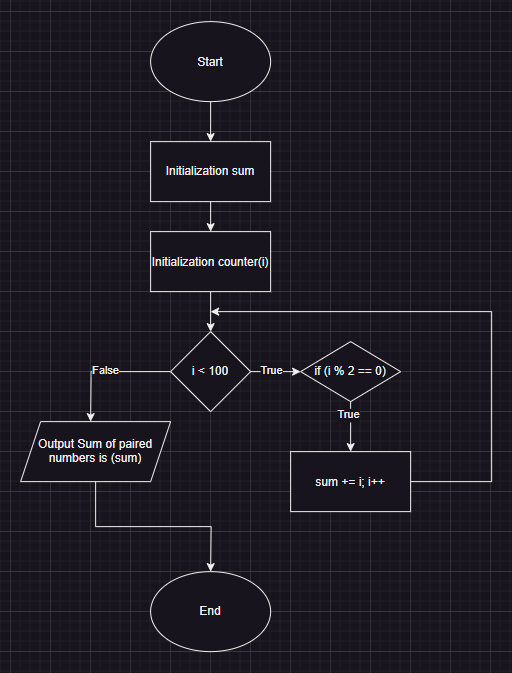 Start
Initialization sum
Initialization counter(i)
i < 100
True
if (i % 2 == 0)
False
True
Output Sum of paired
numbers is (sum)
sum += i; i++
End